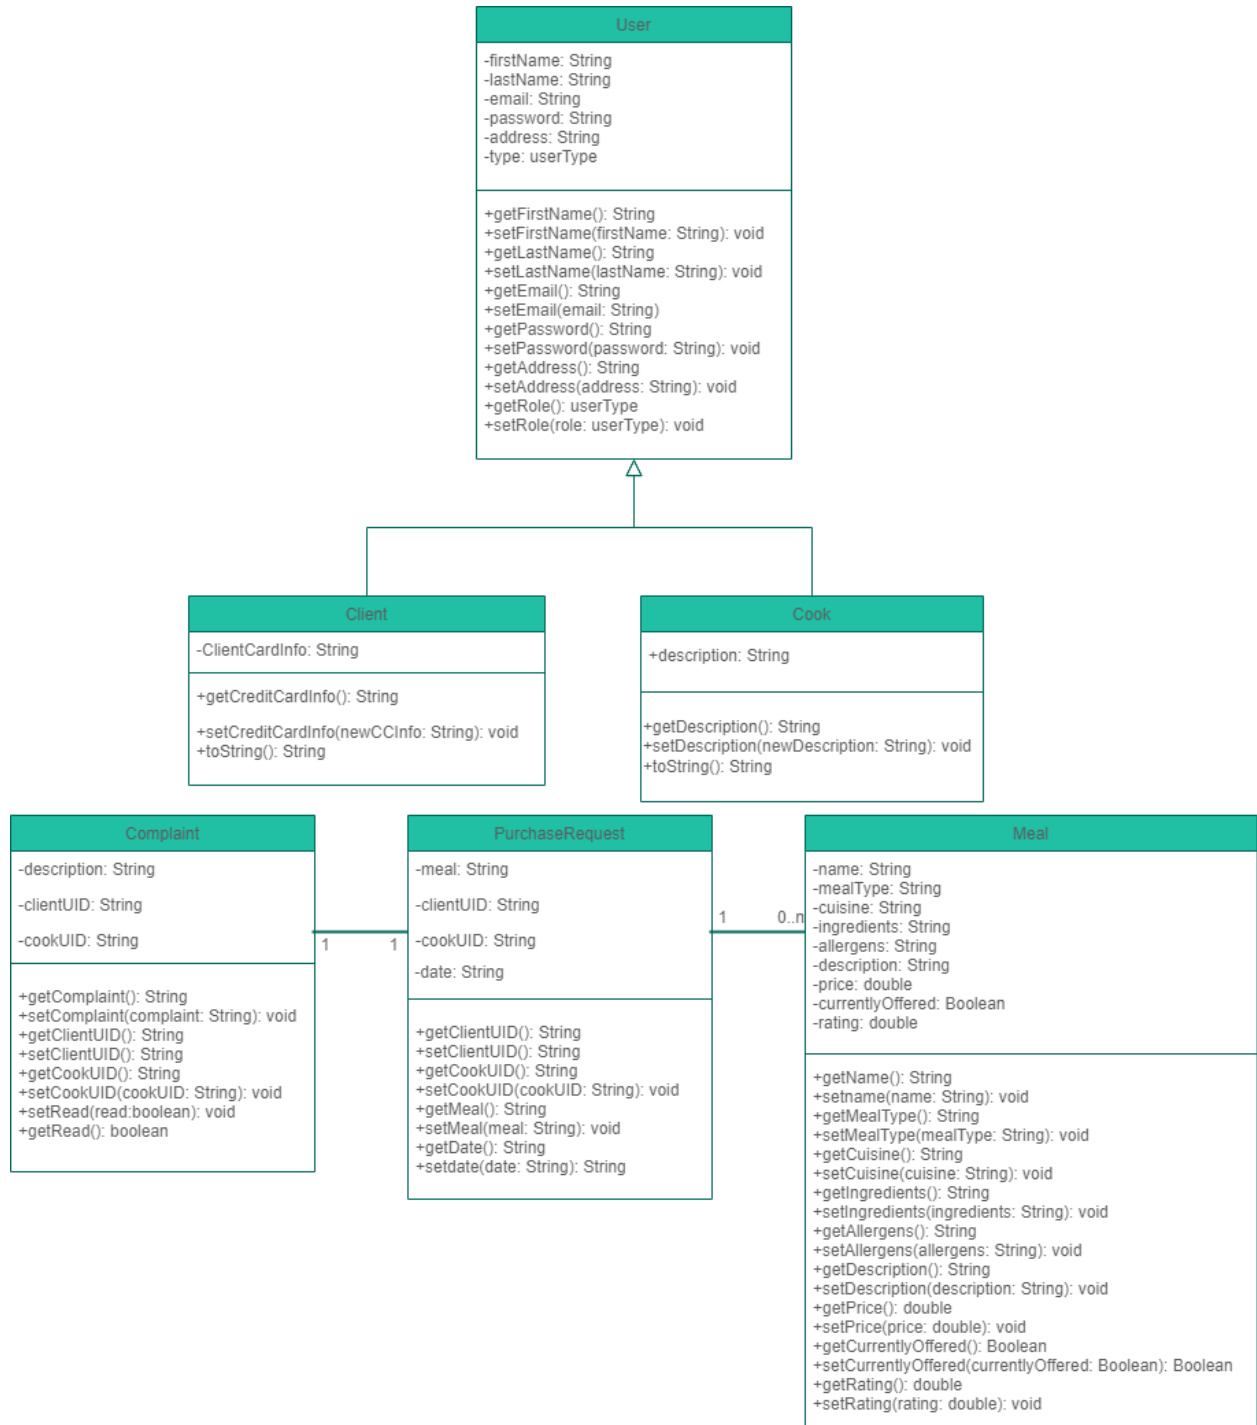 User
-firstName: String
-lastName: String
-email: String
-password: String
-address: String
-type: userType
+getFirstName(): String
+setFirstName(firstName: String): void
+getLastName(): String
+setLastName(lastName: String): void
+getEmail(): String
+setEmail(email: String)
+getPassword(): String
+setPassword(password: String): void
+getAddress(): String
+setAddress(address: String): void
+getRole(): userType
+setRole(role: userType): void
Client
-ClientCardInfo: String
+getCreditCardInfo(): String
+setCreditCardInfo(newCCInfo: String): void
+toString(): String
Cook
+description: String
+getDescription(): String
+setDescription(newDescription: String): void
+toString(): String
Complaint
-description: String
-clientUID: String
-cookUID: String
+getComplaint(): String
+setComplaint(complaint: String): void
+getClientUID(): String
+setClientUID(): String
+getCookUID(): String
+setCookUID(cookUID: String): void
+setRead(read:boolean): void
+getRead(): boolean
1
1
PurchaseRequest
-meal: String
-clientUID: String
-cookUID: String
-date: String
+getClientUID(): String
+setClientUID(): String
+getCookUID(): String
+setCookUID(cookUID: String): void
+getMeal(): String
+setMeal(meal: String): void
+getDate(): String
+setdate(date: String): String
1
0..n
Meal
-name: String
-mealType: String
-cuisine: String
-ingredients: String
-allergens: String
-description: String
-price: double
-currentlyOffered: Boolean
-rating: double
+getName(): String
+setname(name: String): void
+getMealType(): String
+setMealType(mealType: String): void
+getCuisine(): String
+setCuisine(cuisine: String): void
+getIngredients(): String
+setIngredients(ingredients: String): void
+getAllergens(): String
+setAllergens(allergens: String): void
+getDescription(): String
+setDescription(description: String): void
+getPrice(): double
+setPrice(price: double): void
+getCurrentlyOffered(): Boolean
+setCurrentlyOffered(currentlyOffered: Boolean): Boolean
+getRating(): double
+setRating(rating: double): void